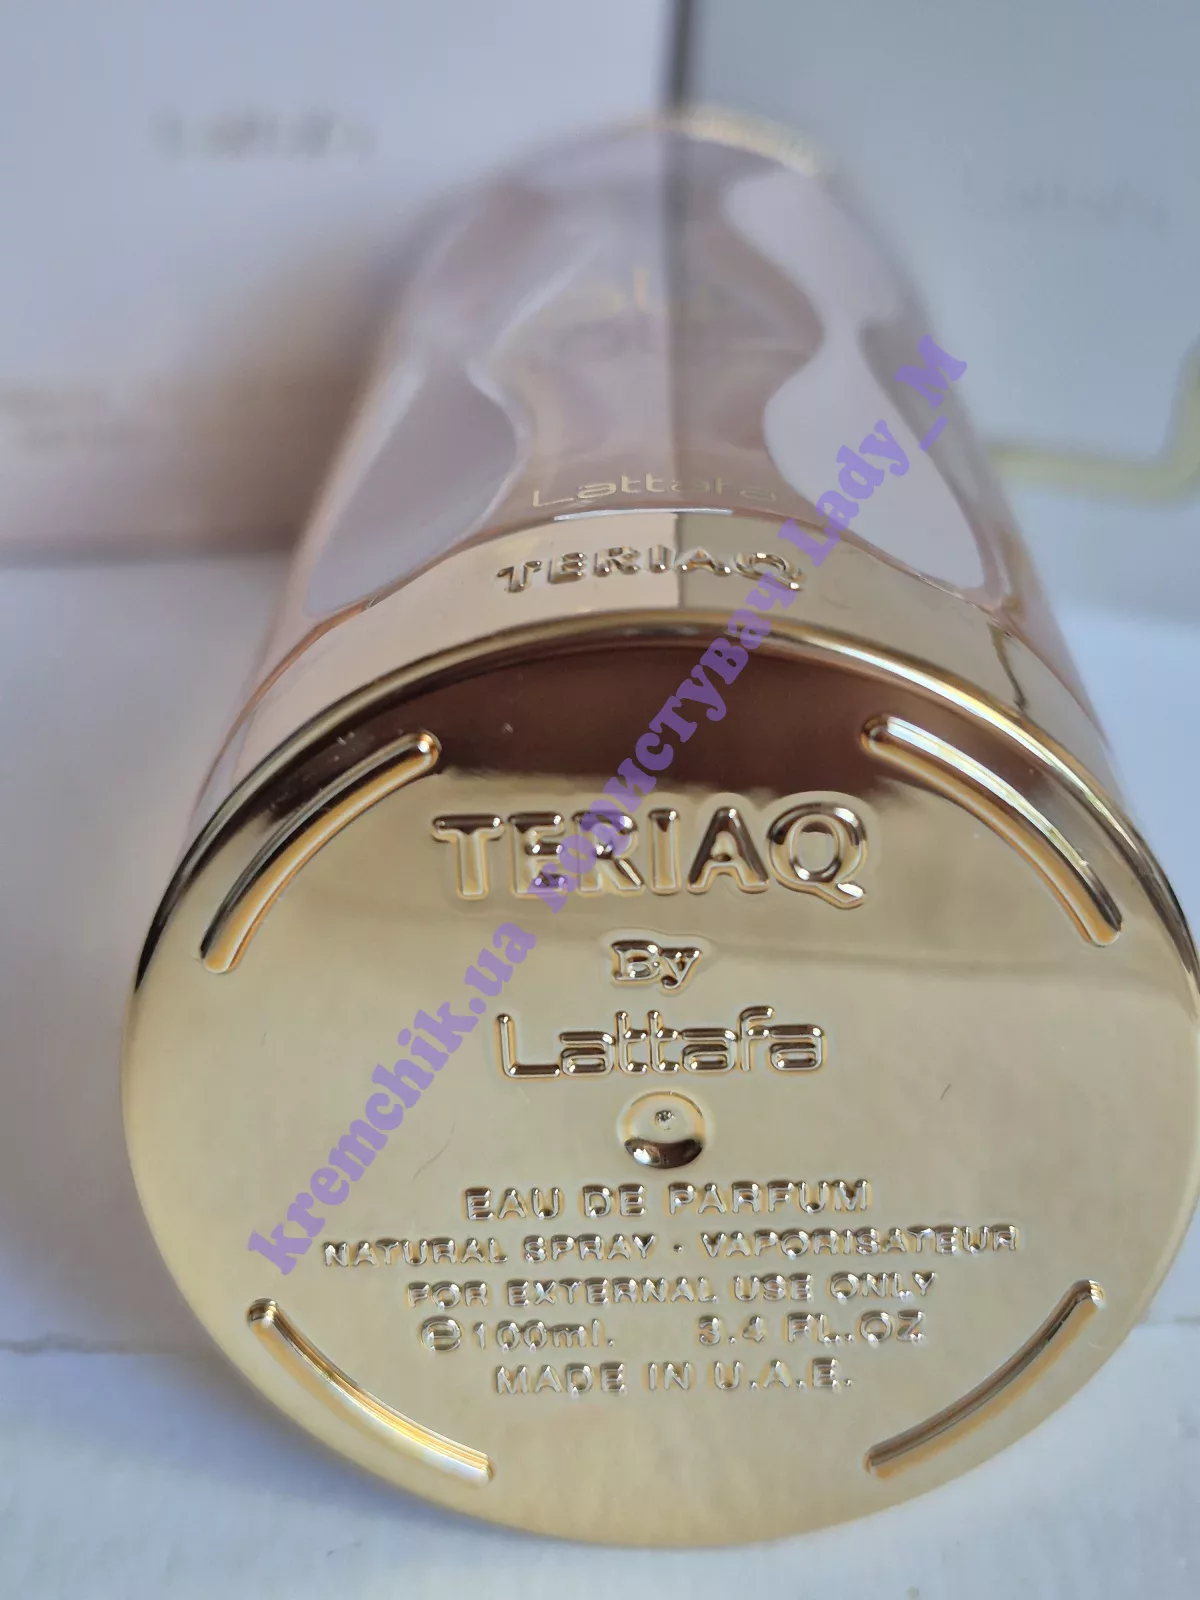 Lattafa
TERIAQ
TERIAQ
By
Lattafa
EAU DE PARFUM
NATURAL SPRAY · VAPORISATEUR
FOR EXTERNAL USE ONLY
℮ 100ml. 3.4 FL.OZ
MADE IN U.A.E.
kremchik.ua користувач Lady_M